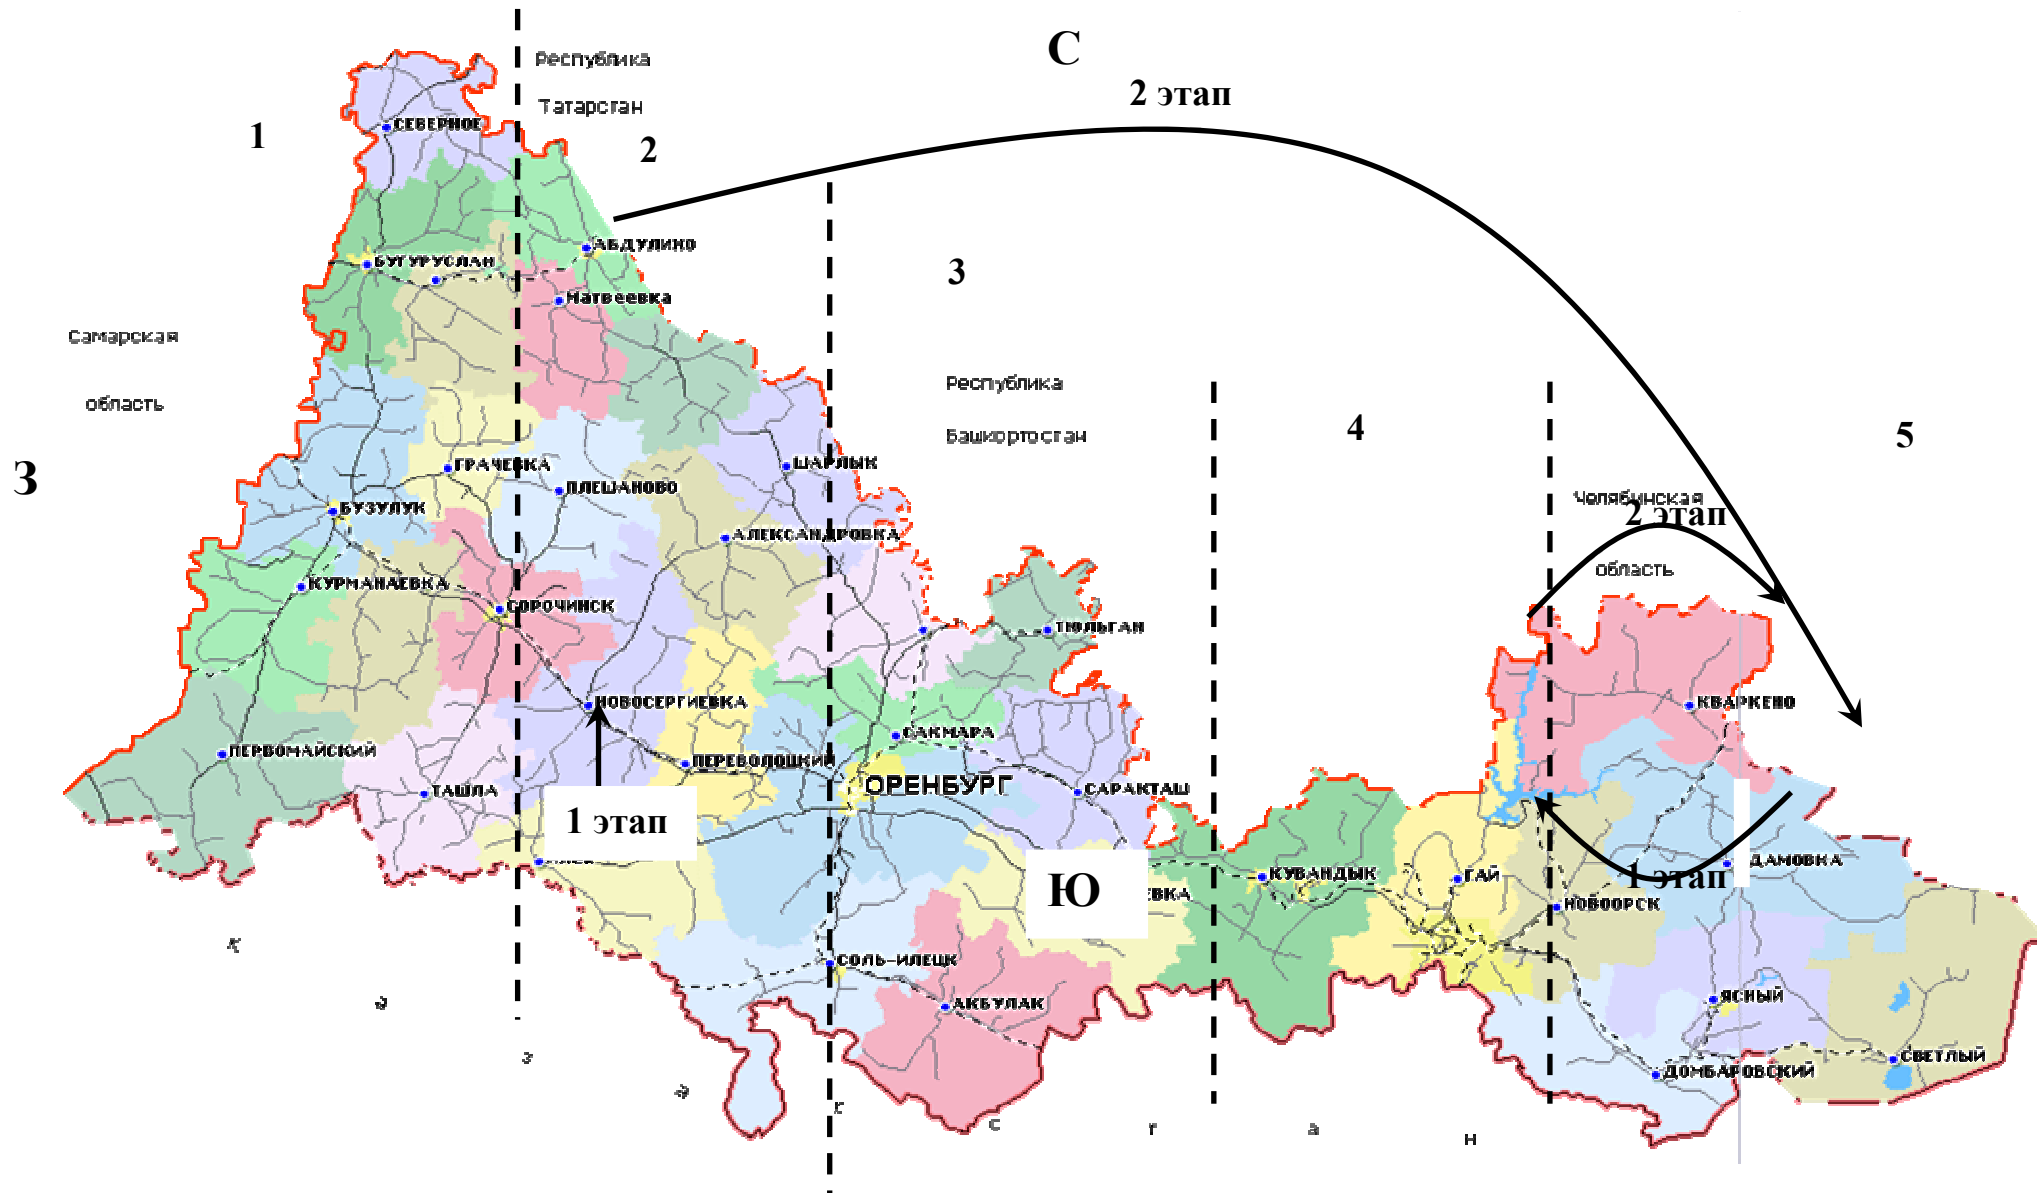 С
2 этап
Республика
Татарстан
1
2
СЕВЕРНОЕ
АБДУЛИНО
БУГУРУСЛАН
Матвеевка
3
Самарская
область
Республика
Башкортостан
4
5
З
ШАРЛЫК
ГРАЧЕВКА
ПЛЕШАНОВО
БУЗУЛУК
АЛЕКСАНДРОВКА
Челябинская
2 этап
область
КУРМАНАЕВКА
СОРОЧИНСК
ТЮЛЬГАН
НОВОСЕРГИЕВКА
КВАРКЕНО
САКМАРА
ПЕРВОМАЙСКИЙ
ПЕРЕВОЛОЦКИЙ
ОРЕНБУРГ
ТАШЛА
САРАКТАШ
1 этап
ДАМОВКА
КУВАНДЫК
ГАЙ
1 этап
Ю
ЕВКА
НОВООРСК
СОЛЬ-ИЛЕЦК
АКБУЛАК
ЯСНЫЙ
СВЕТЛЫЙ
ДОМБАРОВСКИЙ
К а з а х с т а н